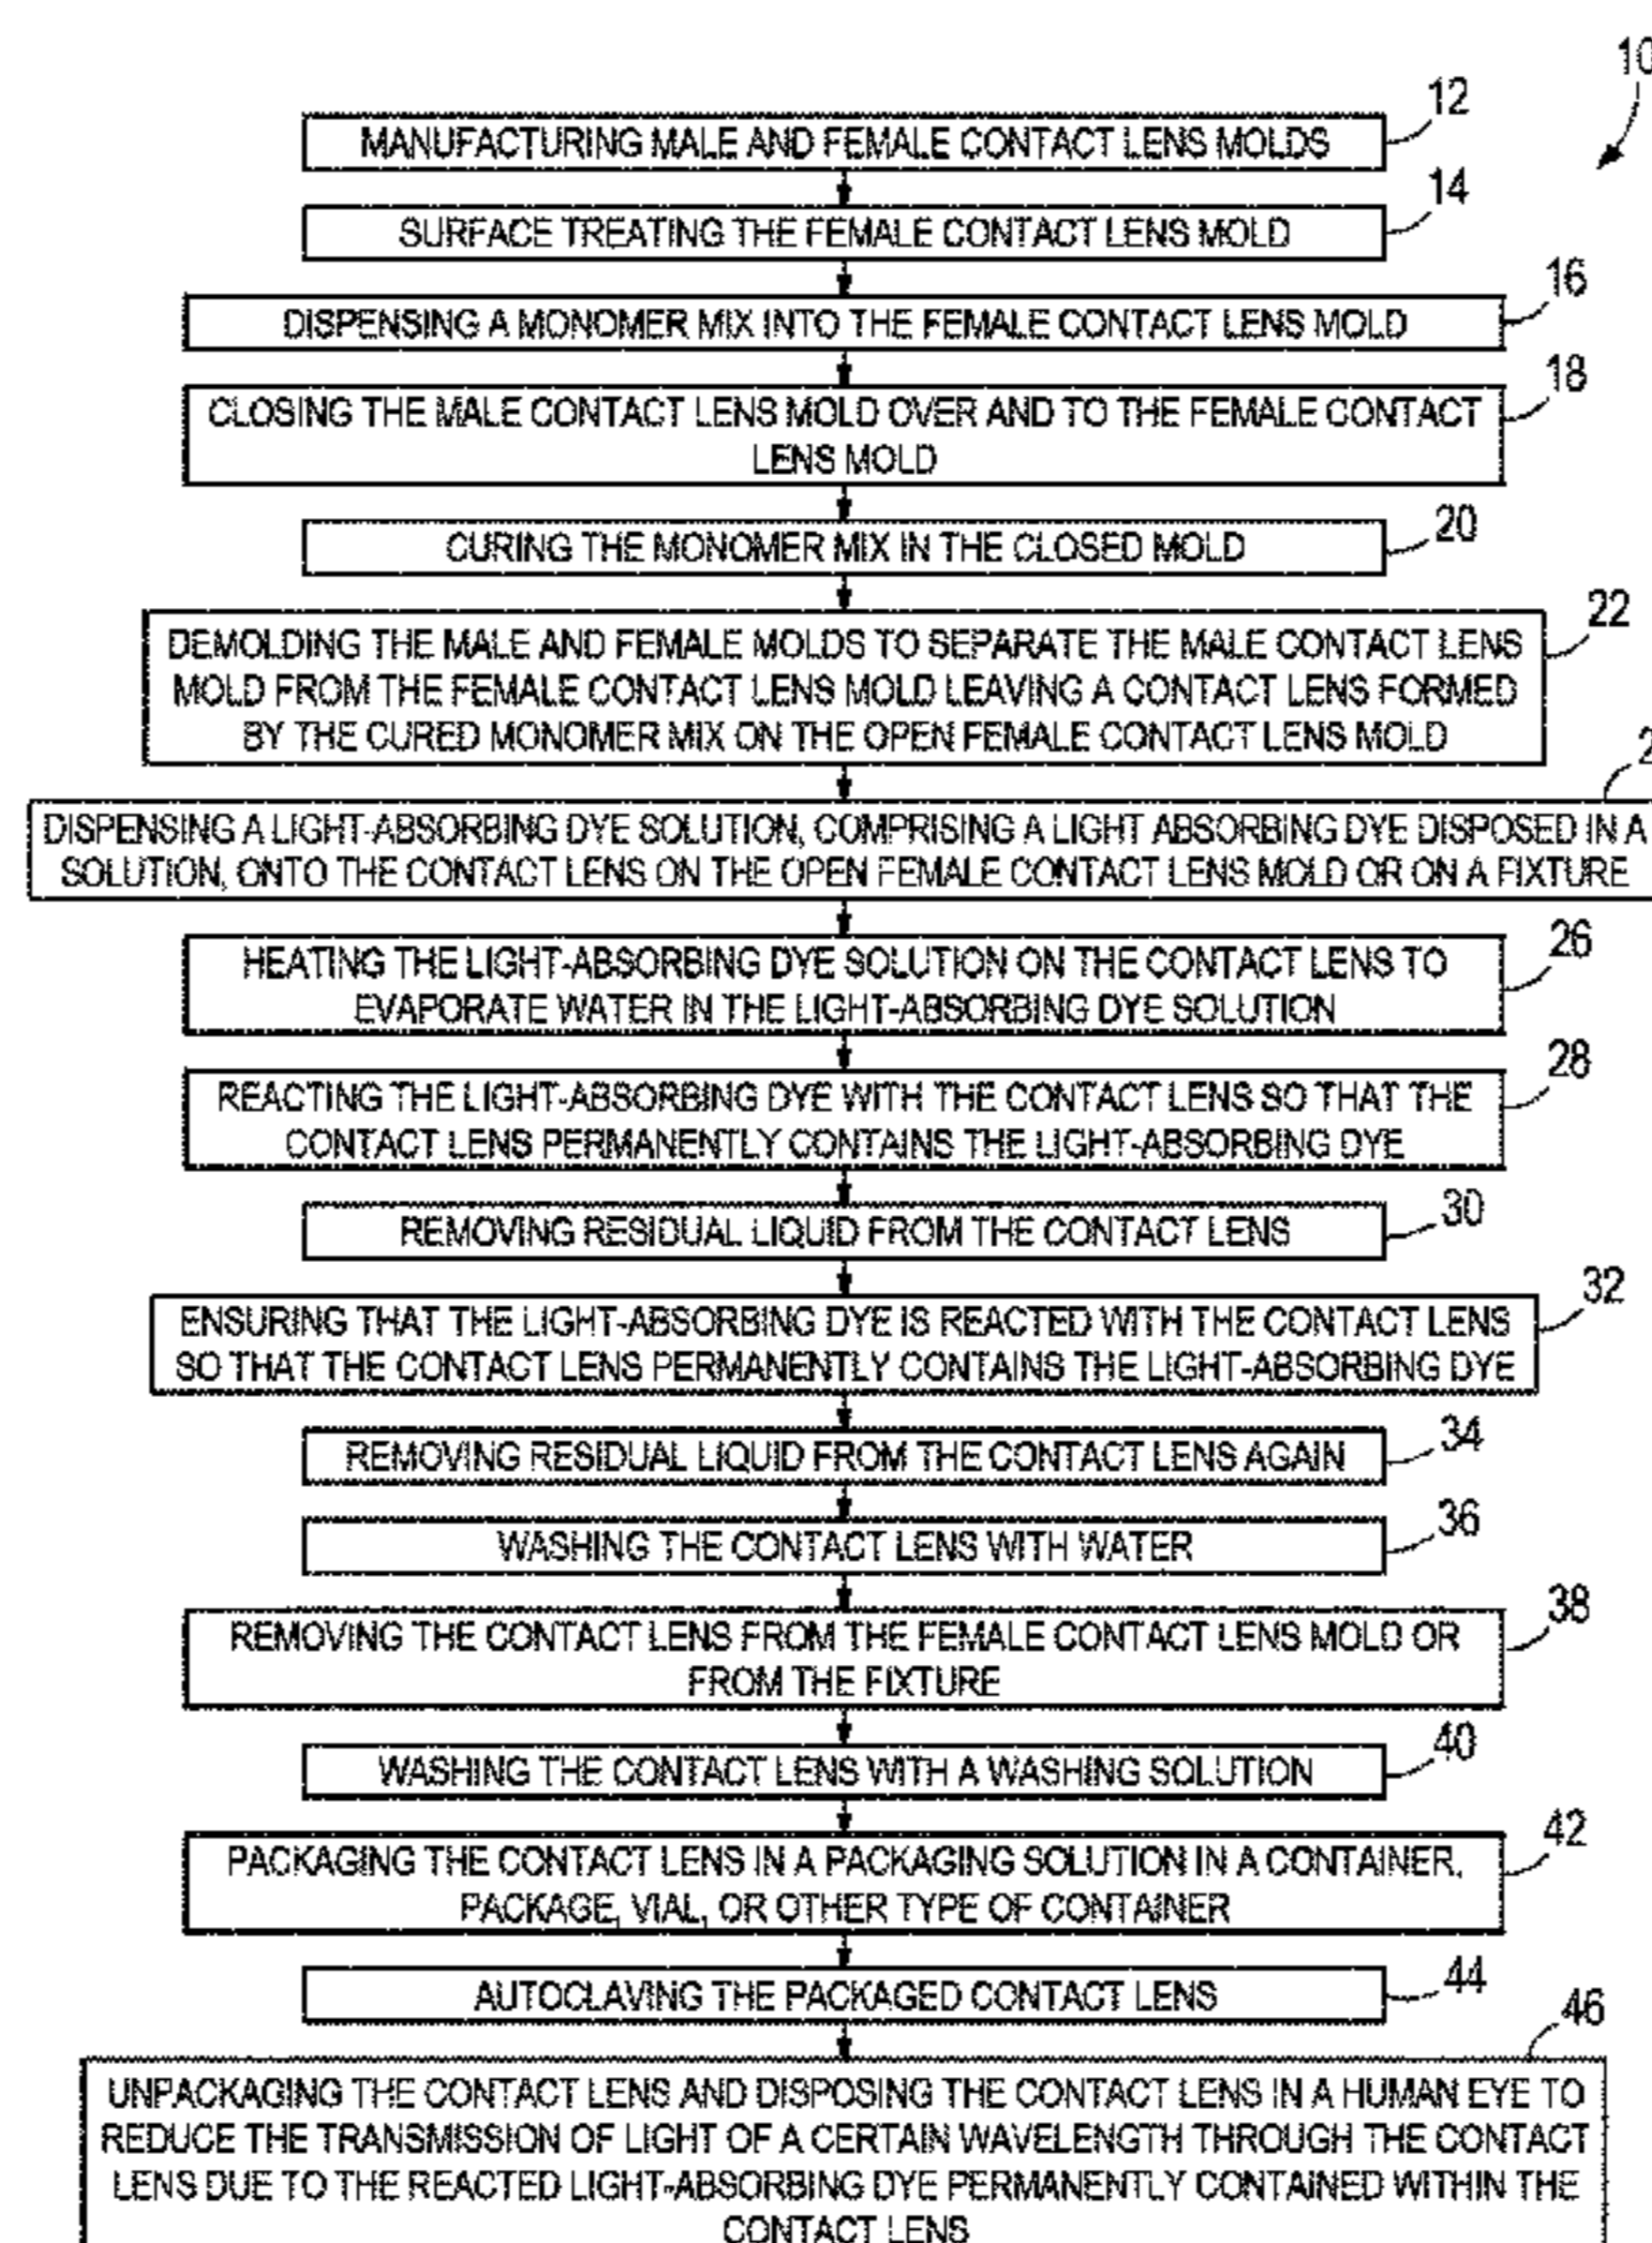 10
12
MANUFACTURING MALE AND FEMALE CONTACT LENS MOLDS
14
SURFACE TREATING THE FEMALE CONTACT LENS MOLD
16
DISPENSING A MONOMER MIX INTO THE FEMALE CONTACT LENS MOLD
18
CLOSING THE MALE CONTACT LENS MOLD OVER AND TO THE FEMALE CONTACT
LENS MOLD
20
CURING THE MONOMER MIX IN THE CLOSED MOLD
22
DEMOLDING THE MALE AND FEMALE MOLDS TO SEPARATE THE MALE CONTACT LENS
MOLD FROM THE FEMALE CONTACT LENS MOLD LEAVING A CONTACT LENS FORMED
BY THE CURED MONOMER MIX ON THE OPEN FEMALE CONTACT LENS MOLD
DISPENSING A LIGHT-ABSORBING DYE SOLUTION, COMPRISING A LIGHT ABSORBING DYE DISPOSED IN A
SOLUTION, ONTO THE CONTACT LENS ON THE OPEN FEMALE CONTACT LENS MOLD OR ON A FIXTURE
26
HEATING THE LIGHT-ABSORBING DYE SOLUTION ON THE CONTACT LENS TO
EVAPORATE WATER IN THE LIGHT-ABSORBING DYE SOLUTION
28
REACTING THE LIGHT-ABSORBING DYE WITH THE CONTACT LENS SO THAT THE
CONTACT LENS PERMANENTLY CONTAINS THE LIGHT-ABSORBING DYE
30
REMOVING RESIDUAL LIQUID FROM THE CONTACT LENS
32
ENSURING THAT THE LIGHT-ABSORBING DYE IS REACTED WITH THE CONTACT LENS
SO THAT THE CONTACT LENS PERMANENTLY CONTAINS THE LIGHT-ABSORBING DYE
34
REMOVING RESIDUAL LIQUID FROM THE CONTACT LENS AGAIN
36
WASHING THE CONTACT LENS WITH WATER
38
REMOVING THE CONTACT LENS FROM THE FEMALE CONTACT LENS MOLD OR
FROM THE FIXTURE
40
WASHING THE CONTACT LENS WITH A WASHING SOLUTION
42
PACKAGING THE CONTACT LENS IN A PACKAGING SOLUTION IN A CONTAINER,
PACKAGE, VIAL, OR OTHER TYPE OF CONTAINER
44
AUTOCLAVING THE PACKAGED CONTACT LENS
46
UNPACKAGING THE CONTACT LENS AND DISPOSING THE CONTACT LENS IN A HUMAN EYE TO
REDUCE THE TRANSMISSION OF LIGHT OF A CERTAIN WAVELENGTH THROUGH THE CONTACT
LENS DUE TO THE REACTED LIGHT-ABSORBING DYE PERMANENTLY CONTAINED WITHIN THE
CONTACT LENS